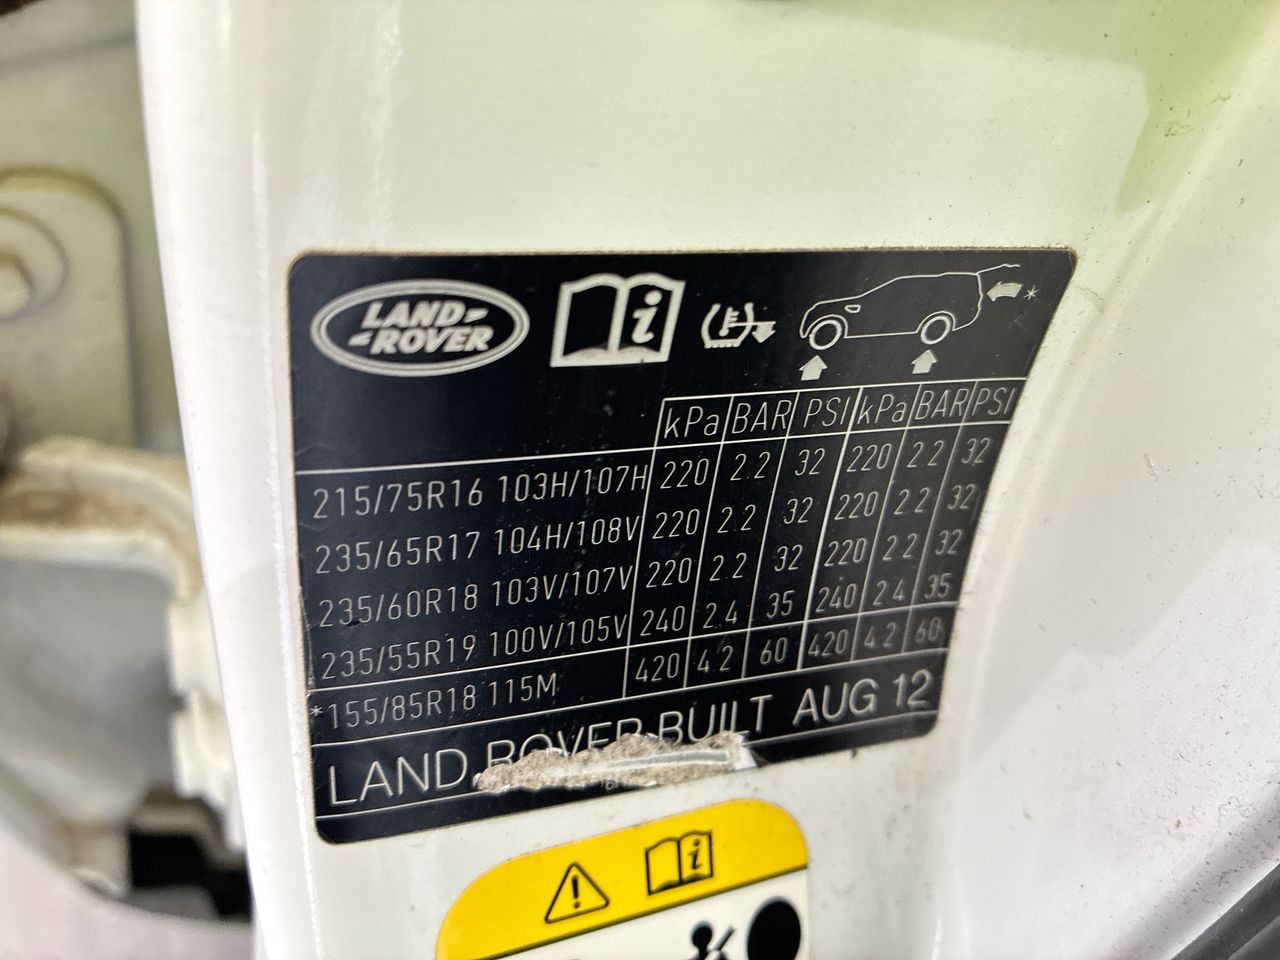 LAND-
-ROVER
i
kPa BAR PSI kPa BAR PSI
215/75R16 103H/107H 220 2.2 32 220 2.2 32
235/65R17 104H/108V 220 2.2 32 220 2.2 32
235/60R18 103V/107V 220 2.2 32 220 2.2 32
235/55R19 100V/105V 240 2.4 35 240 2.4 35
*155/85R18 115M 420 4.2 60 420 4.2 60
LAND ROVER BUILT AUG 12
i